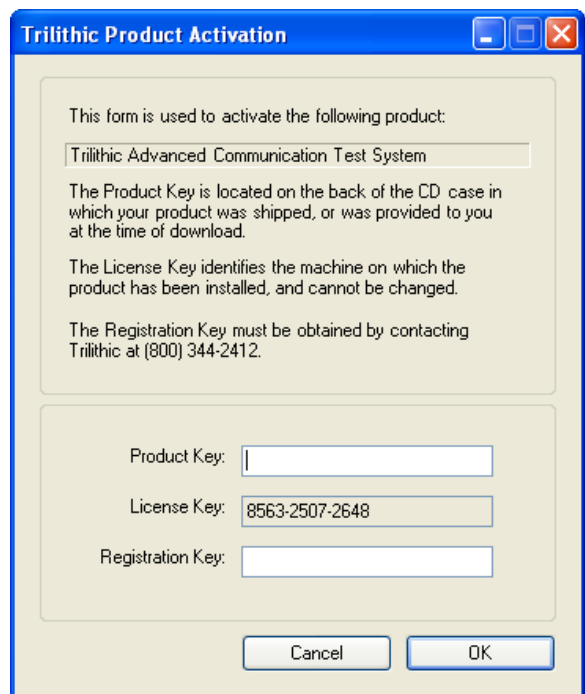 Trilithic Product Activation
This form is used to activate the following product:
Trilithic Advanced Communication Test System
The Product Key is located on the back of the CD case in
which your product was shipped, or was provided to you
at the time of download.
The License Key identifies the machine on which the
product has been installed, and cannot be changed.
The Registration Key must be obtained by contacting
Trilithic at (800) 344-2412.
Product Key:
License Key: 8563-2507-2648
Registration Key:
Cancel OK